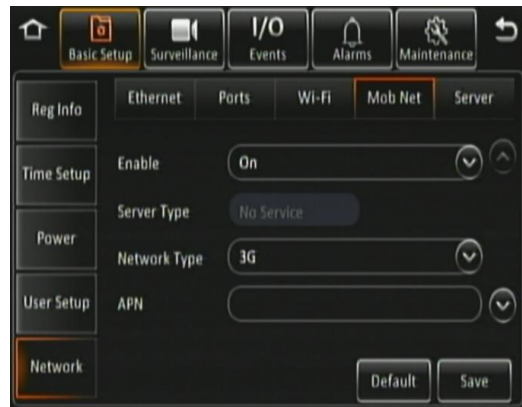 I/O
Basic Setup
Surveillance
Events
Alarms
Maintenance
Reg Info
Time Setup
Power
User Setup
Network
Ethernet
Ports
Wi-Fi
Mob Net
Server
Enable
On
Server Type
No Service
Network Type
3G
APN
Default
Save